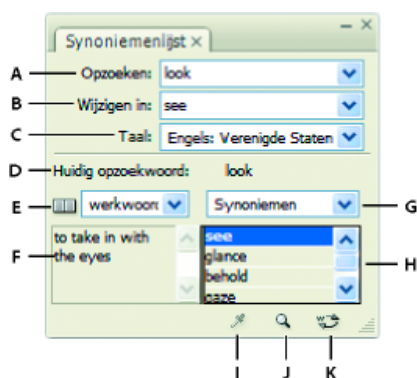 Synoniemenlijst ×
A Opzoeken: look
B Wijzigen in: see
C Taal: Engels: Verenigde Staten
D Huidig opzoekwoord: look
E werkwoord Synoniemen G
F to take in with the eyes
see
glance
behold
gaze
H
I J K